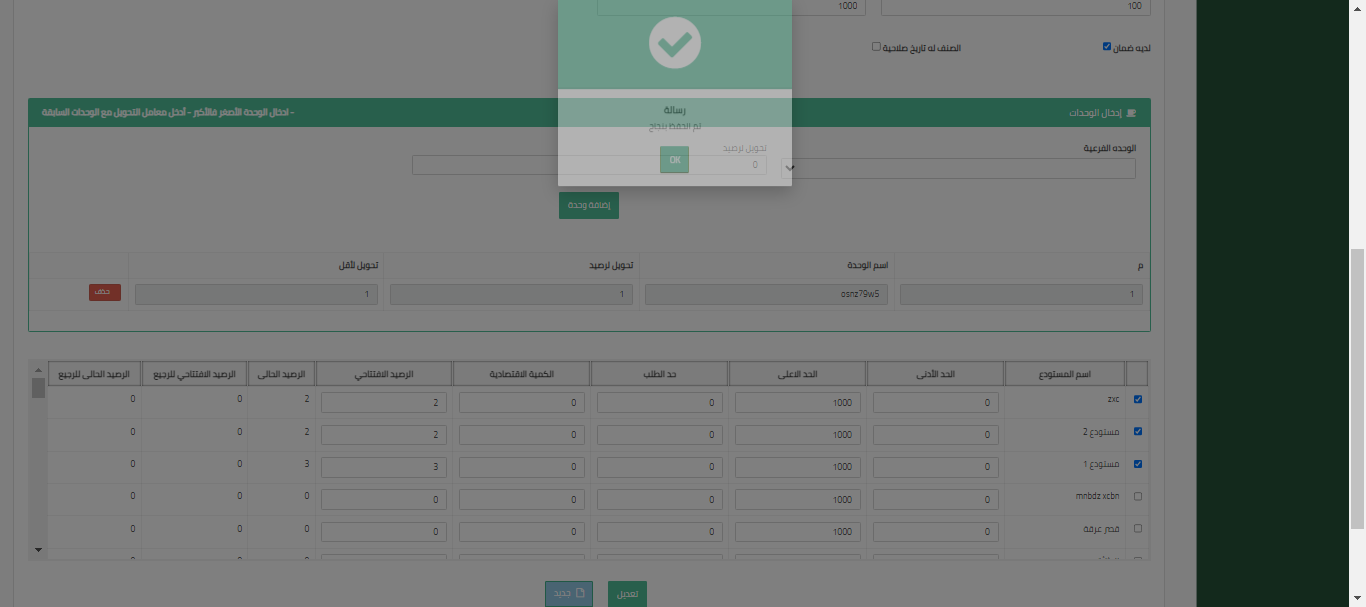 100
1000
لديه ضمان
الصنف له تاريخ صلاحية
إدخال الوحدات
- ادخال الوحدة الأصغر فالأكبر - أدخل معامل التحويل مع الوحدات السابقة
رسالة
تم الحفظ بنجاح
OK
الوحده الفرعية
تحويل لرصيد
0
إضافة وحدة
م اسم الوحدة تحويل لرصيد تحويل لأقل
1 osnz79w5 1 1 حذف
اسم المستودع الحد الأدنى الحد الاعلى حد الطلب الكمية الاقتصادية الرصيد الافتتاحي الرصيد الحالى الرصيد الافتتاحي للرجيع الرصيد الحالى للرجيع
zxc 0 1000 0 0 2 2 0 0
مستودع 2 0 1000 0 0 2 2 0 0
مستودع 1 0 1000 0 0 3 3 0 0
mnbdz xcbn 0 1000 0 0 0 0 0 0
قصر عرقة 0 1000 0 0 0 0 0 0
تعديل
جديد